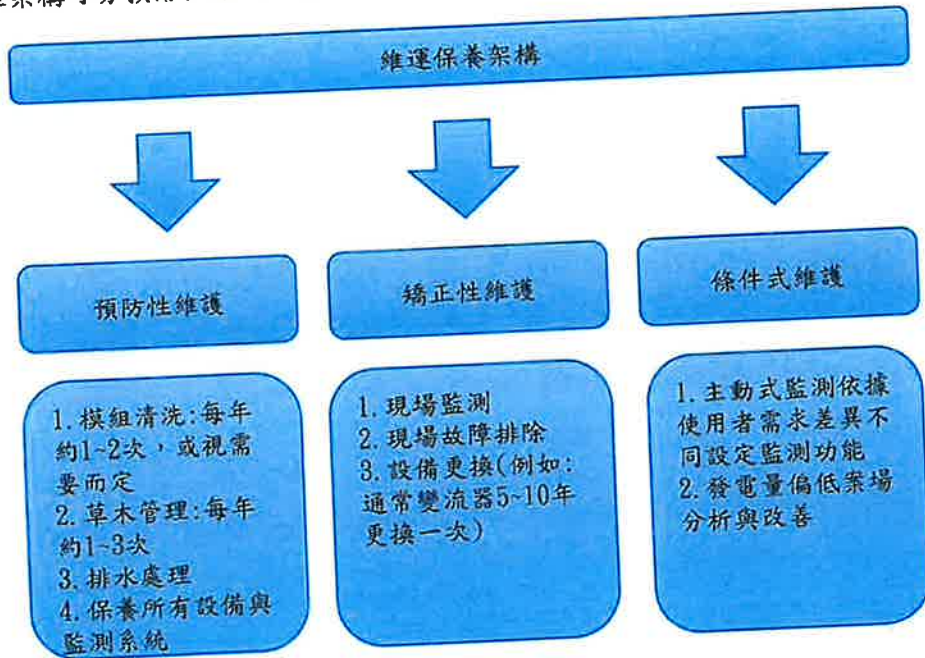 維運保養架構
預防性維護
矯正性維護
條件式維護
1. 模組清洗:每年
約1~2次，或視需
要而定
2. 草木管理:每年
約1~3次
3. 排水處理
4. 保養所有設備與
監測系統
1. 現場監測
2. 現場故障排除
3. 設備更換(例如:
通常變流器5~10年
更換一次)
1. 主動式監測依據
使用者需求差異不
同設定監測功能
2. 發電量偏低案場
分析與改善